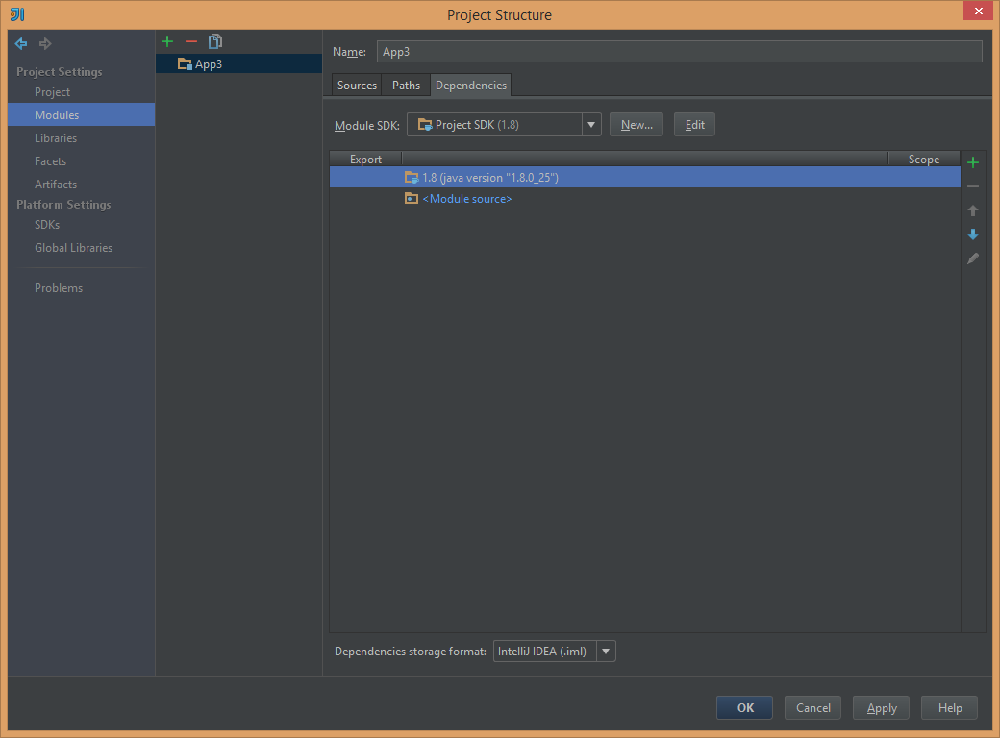 Project Structure
Project Settings
Project
Modules
Libraries
Facets
Artifacts
Platform Settings
SDKs
Global Libraries
Problems
App3
Name: App3
Sources Paths Dependencies
Module SDK: Project SDK (1.8) New... Edit
Export Scope
1.8 (java version "1.8.0_25")
<Module source>
Dependencies storage format: IntelliJ IDEA (.iml)
OK Cancel Apply Help